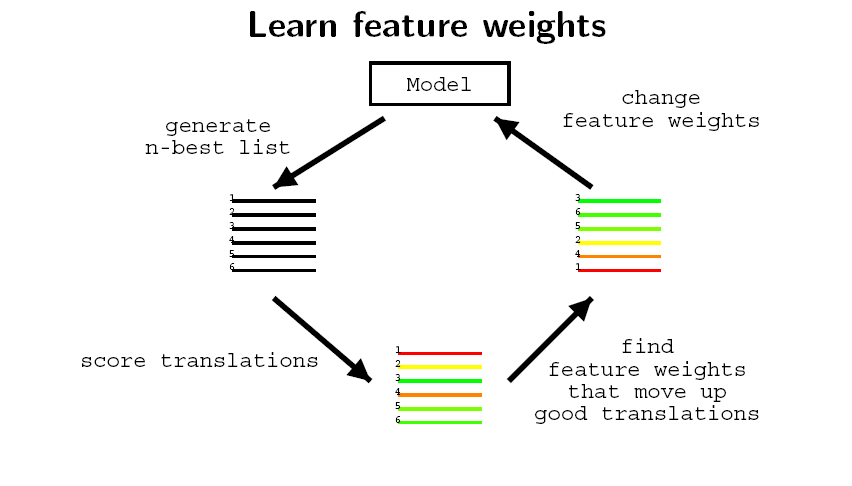 Learn feature weights
Model
generate
n-best list
change
feature weights
1
2
3
4
5
6
3
6
5
2
4
1
score translations
1
2
3
4
5
6
find
feature weights
that move up
good translations